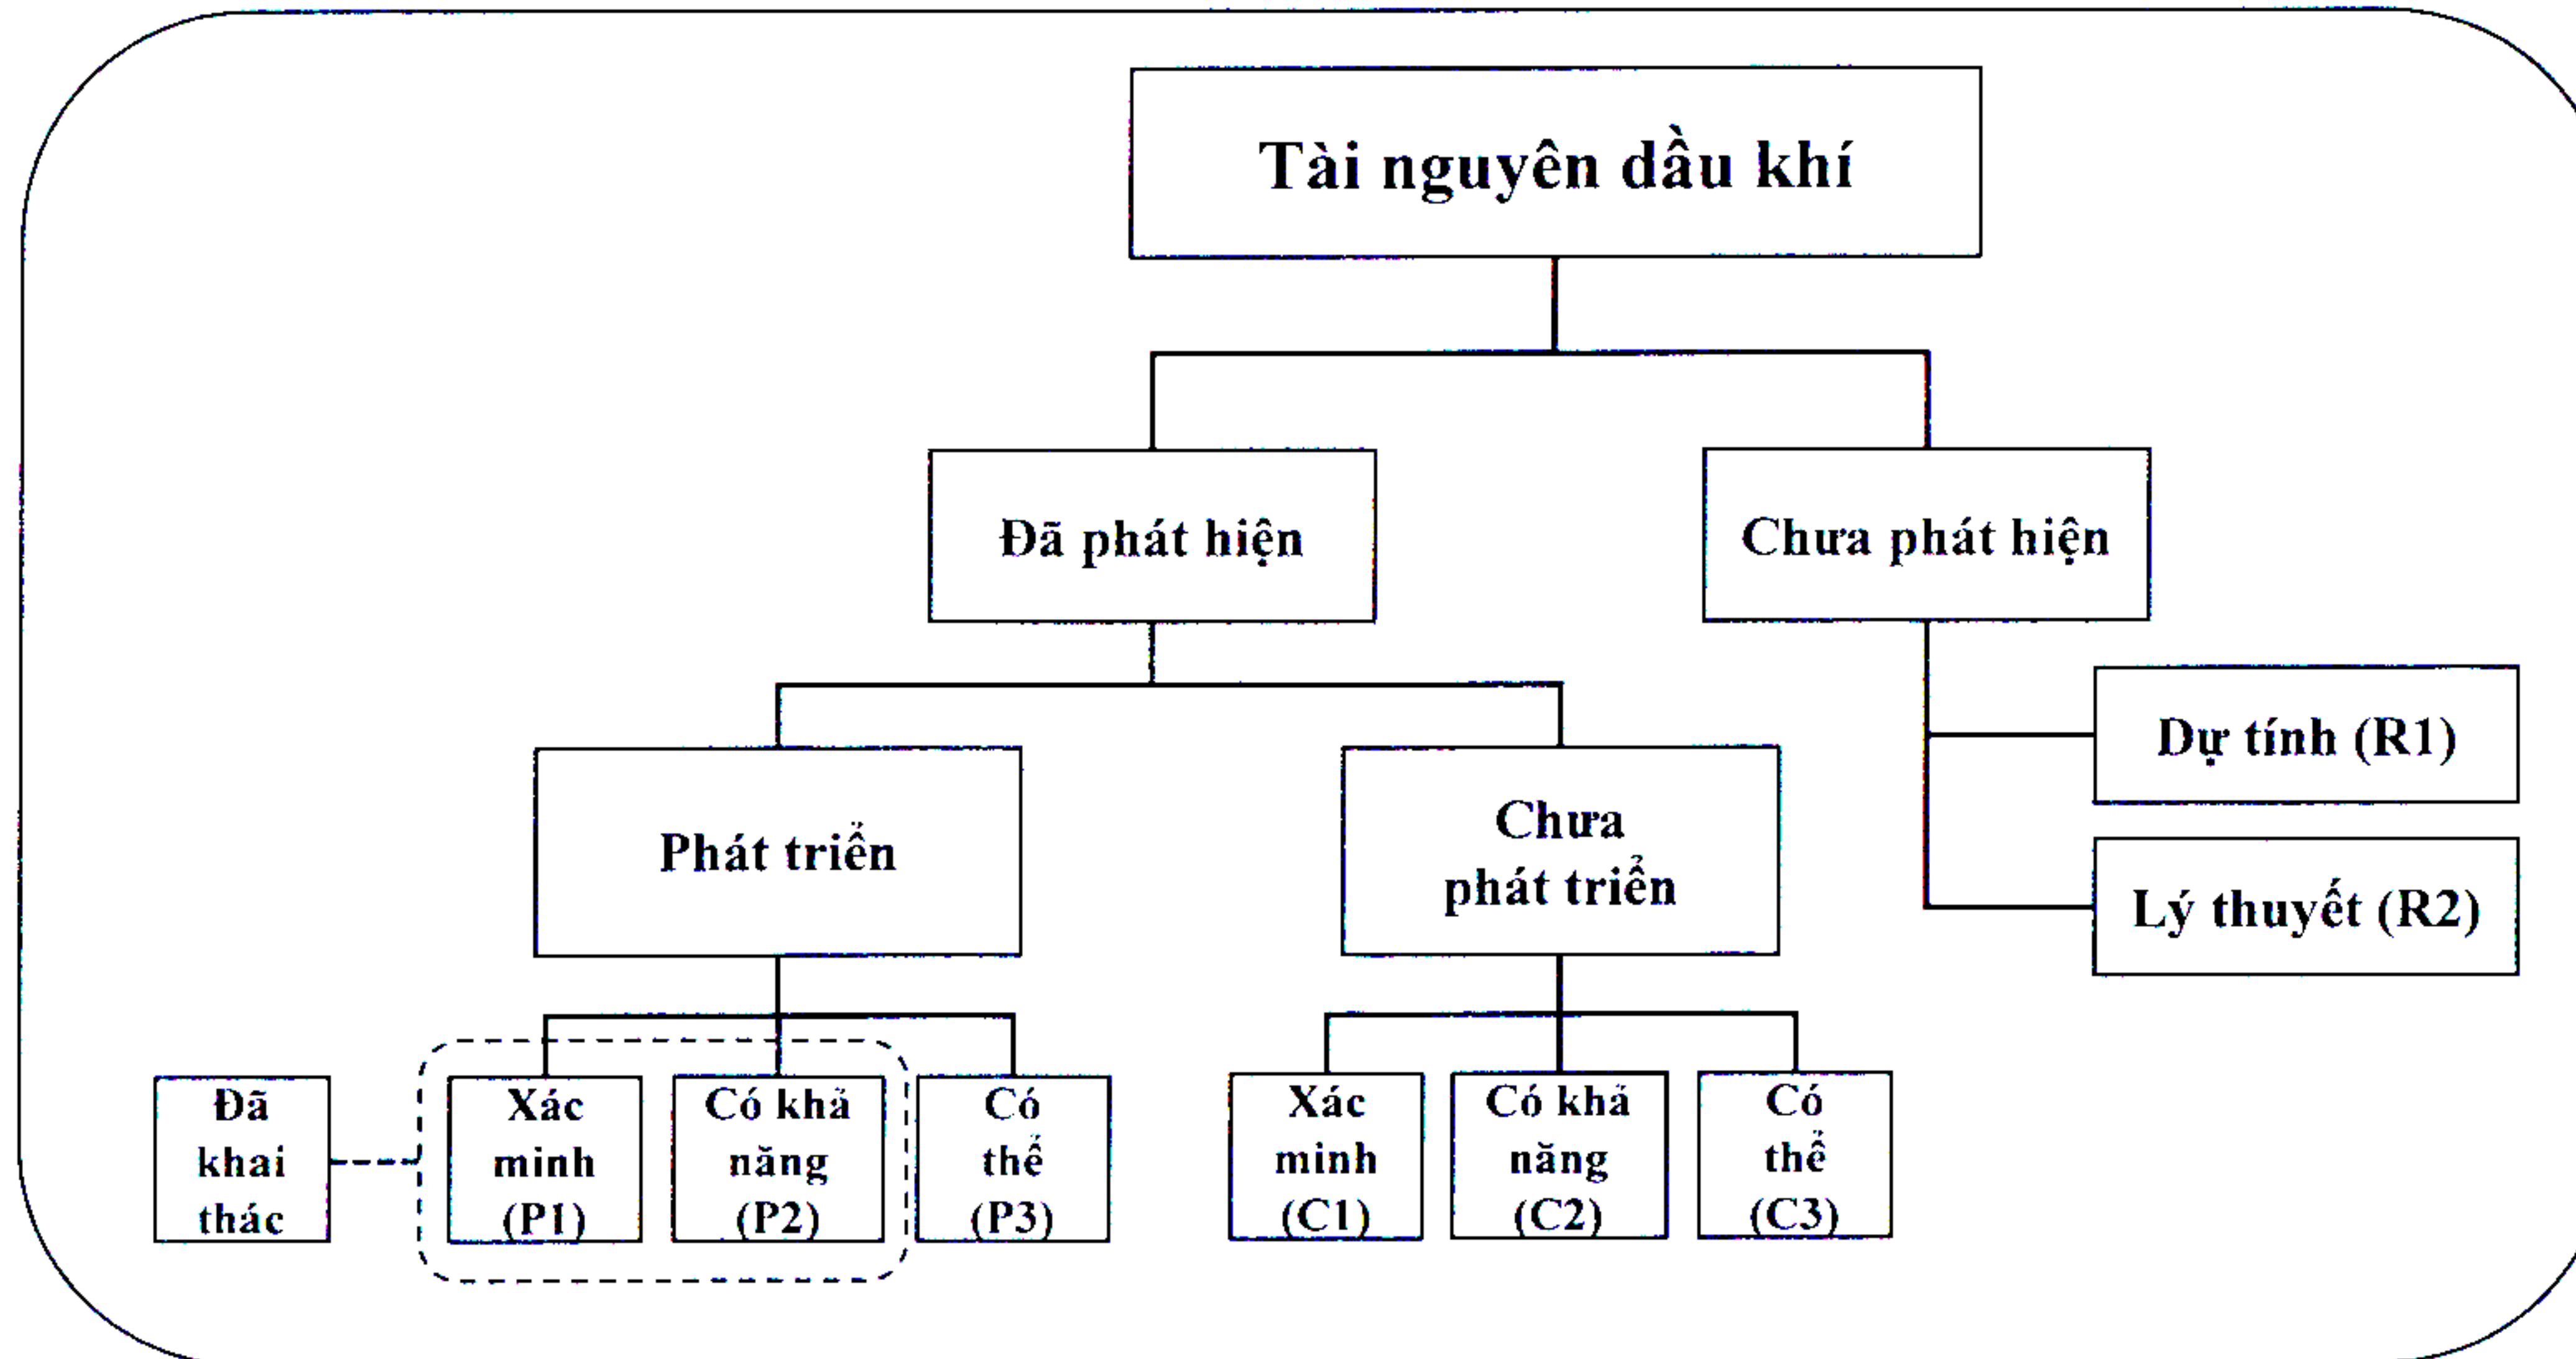 Tài nguyên dầu khí
Đã phát hiện
Chưa phát hiện
Dự tính (R1)
Lý thuyết (R2)
Phát triển
Chưa
phát triển
Đã
khai
thác
Xác
minh
(P1)
Có khả
năng
(P2)
Có
thể
(P3)
Xác
minh
(C1)
Có khả
năng
(C2)
Có
thể
(C3)